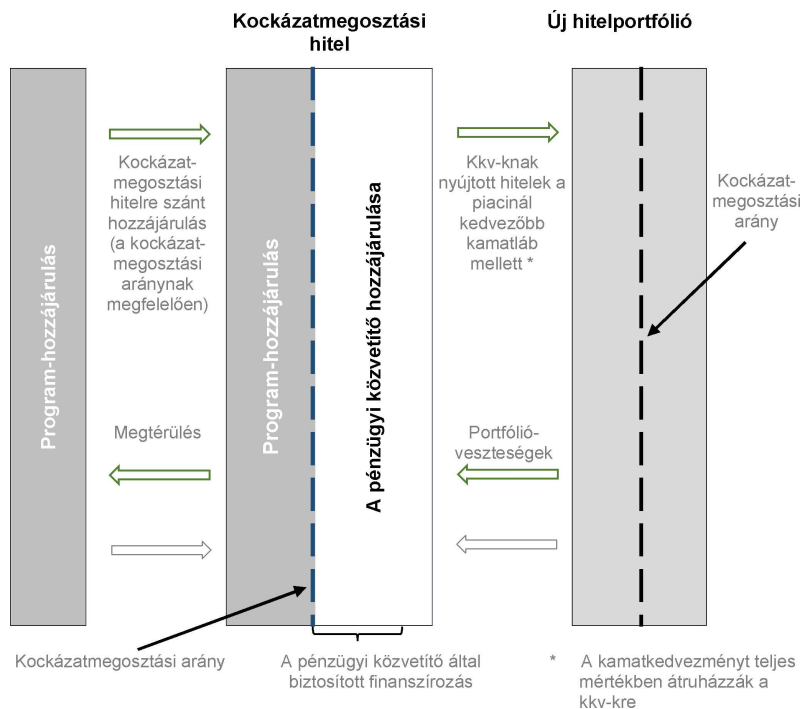 Kockázatmegosztási
hitel
Új hitelportfólió
Program-hozzájárulás
Kockázat-
megosztási
hitelre szánt
hozzájárulás
(a kockázat-
megosztási
aránynak
megfelelően)
Megtérülés
Program-hozzájárulás
A pénzügyi közvetítő hozzájárulása
Kkv-knak
nyújtott hitelek a
piacinál
kedvezőbb
kamatláb
mellett *
Portfólió-
veszteségek
Kockázat-
megosztási
arány
Kockázatmegosztási arány
A pénzügyi közvetítő által
biztosított finanszírozás
* A kamatkedvezményt teljes
mértékben átruházzák a
kkv-kre